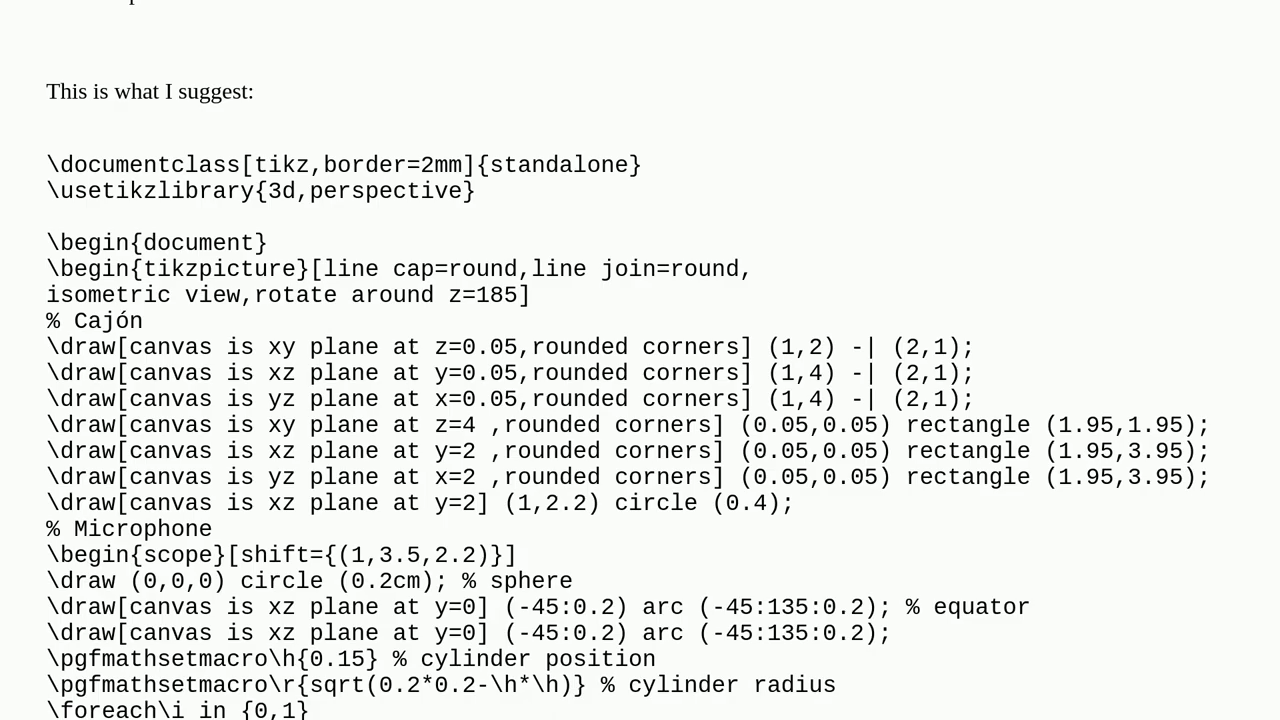 This is what I suggest:
\documentclass[tikz,border=2mm]{standalone}
\usetikzlibrary{3d,perspective}
\begin{document}
\begin{tikzpicture}[line cap=round,line join=round,
isometric view,rotate around z=185]
% Cajón
\draw[canvas is xy plane at z=0.05,rounded corners] (1,2) -| (2,1);
\draw[canvas is xz plane at y=0.05,rounded corners] (1,4) -| (2,1);
\draw[canvas is yz plane at x=0.05,rounded corners] (1,4) -| (2,1);
\draw[canvas is xy plane at z=4 ,rounded corners] (0.05,0.05) rectangle (1.95,1.95);
\draw[canvas is xz plane at y=2 ,rounded corners] (0.05,0.05) rectangle (1.95,3.95);
\draw[canvas is yz plane at x=2 ,rounded corners] (0.05,0.05) rectangle (1.95,3.95);
\draw[canvas is xz plane at y=2] (1,2.2) circle (0.4);
% Microphone
\begin{scope}[shift={(1,3.5,2.2)}]
\draw (0,0,0) circle (0.2cm); % sphere
\draw[canvas is xz plane at y=0] (-45:0.2) arc (-45:135:0.2); % equator
\draw[canvas is xz plane at y=0] (-45:0.2) arc (-45:135:0.2);
\pgfmathsetmacro\h{0.15} % cylinder position
\pgfmathsetmacro\r{sqrt(0.2*0.2-\h*\h)} % cylinder radius
\foreach\i in {0,1}